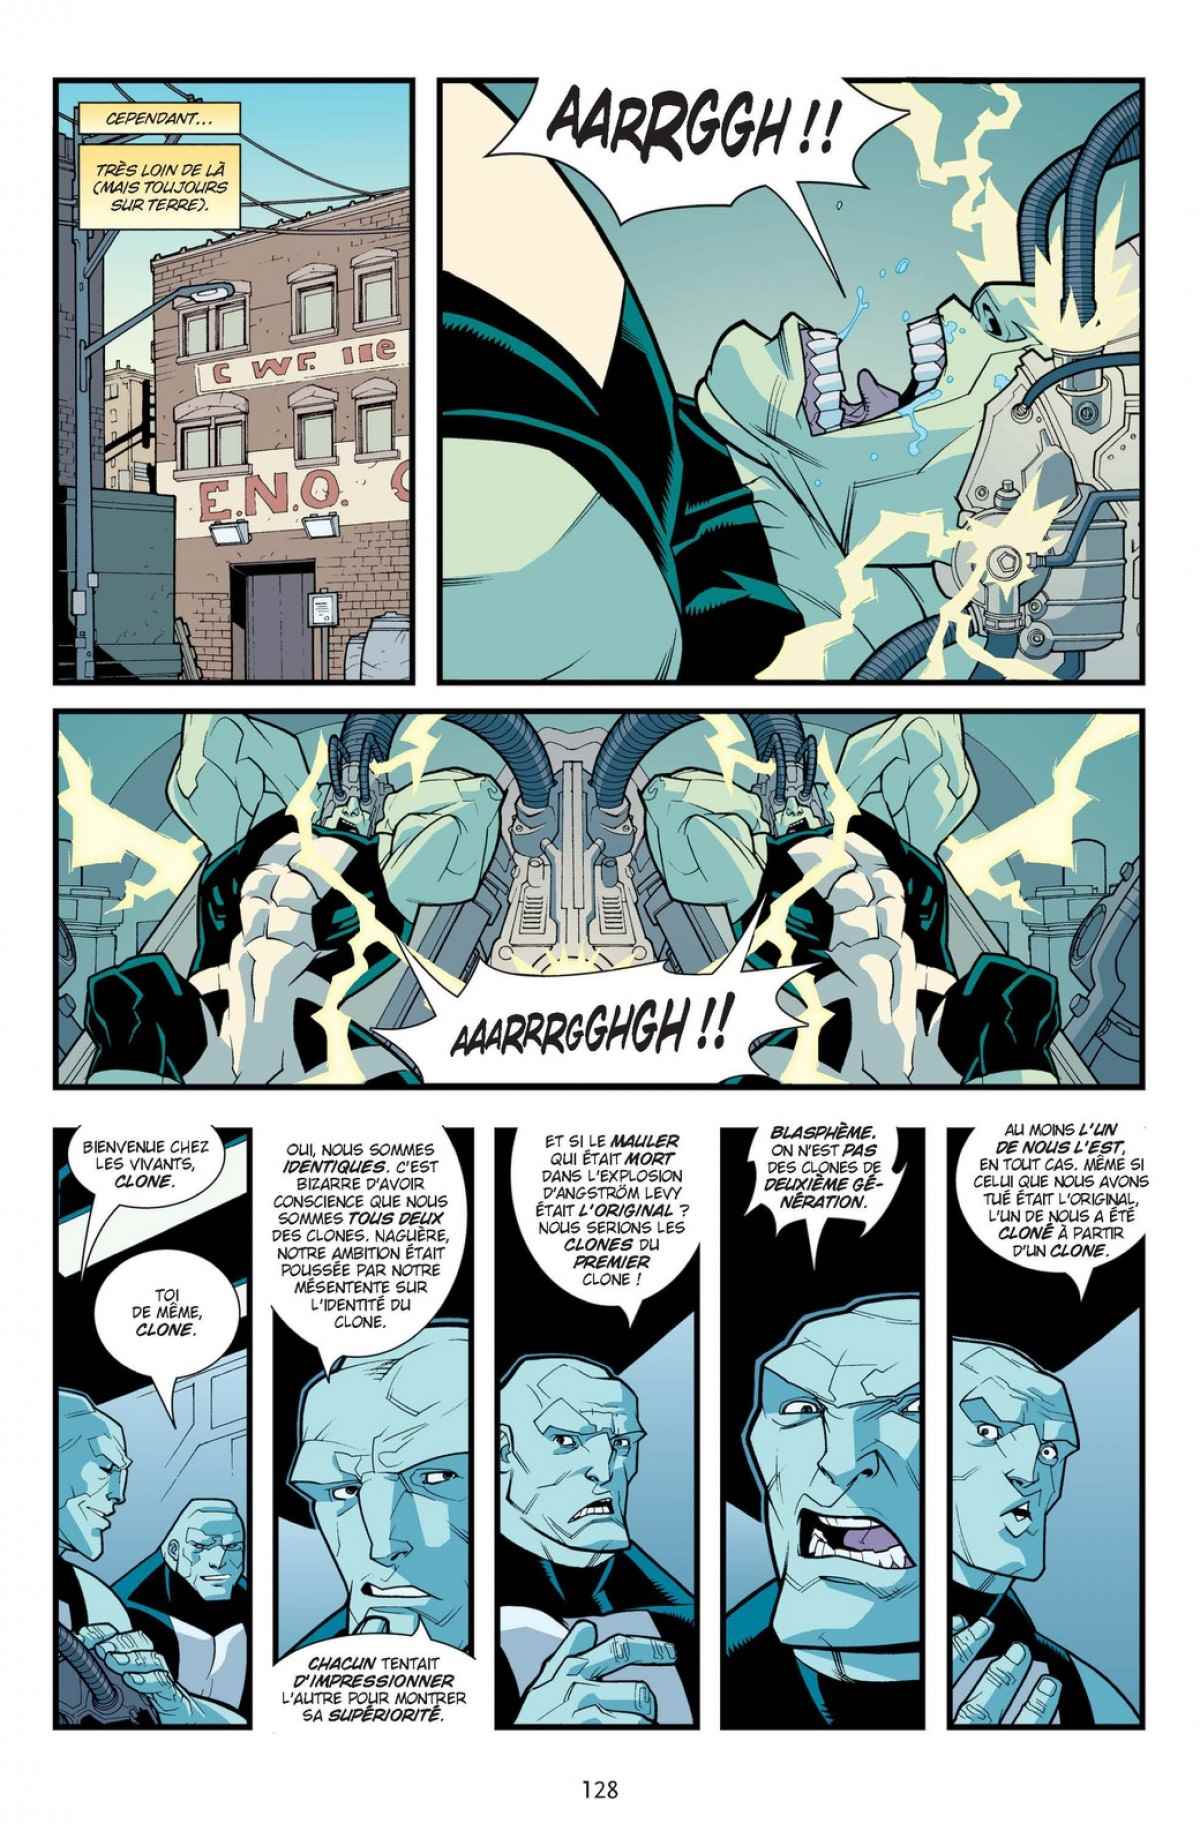 CEPENDANT...
TRÈS LOIN DE LÀ
(MAIS TOUJOURS
SUR TERRE).
E.N.O.
AARRGGH !!
AAARRRGGHGH !!
BIENVENUE CHEZ
LES VIVANTS,
CLONE.
TOI
DE MÊME,
CLONE.
OUI, NOUS SOMMES
IDENTIQUES. C'EST
BIZARRE D'AVOIR
CONSCIENCE QUE NOUS
SOMMES TOUS DEUX
DES CLONES. NAGUÈRE,
NOTRE AMBITION ÉTAIT
POUSSÉE PAR NOTRE
MÉSENTENTE SUR
L'IDENTITÉ DU
CLONE.
CHACUN TENTAIT
D'IMPRESSIONNER
L'AUTRE POUR MONTRER
SA SUPÉRIORITÉ.
ET SI LE MAULER
QUI ÉTAIT MORT
DANS L'EXPLOSION
D'ANGSTRÖM LEVY
ÉTAIT L'ORIGINAL ?
NOUS SERIONS LES
CLONES DU
PREMIER
CLONE !
BLASPHÈME.
ON N'EST PAS
DES CLONES DE
DEUXIÈME GÉ-
NÉRATION.
AU MOINS L'UN
DE NOUS L'EST,
EN TOUT CAS. MÊME SI
CELUI QUE NOUS AVONS
TUÉ ÉTAIT L'ORIGINAL,
L'UN DE NOUS A ÉTÉ
CLONÉ À PARTIR
D'UN CLONE.
128